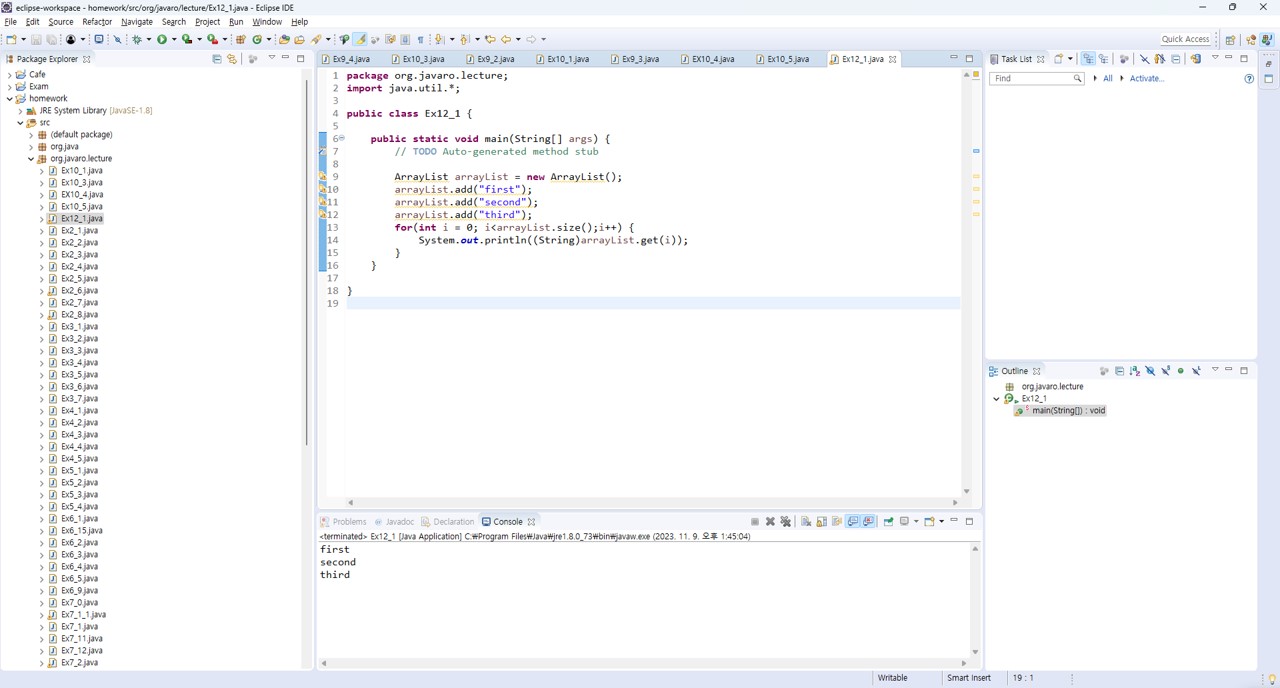 eclipse-workspace - homework/src/org/javaro/lecture/Ex12_1.java - Eclipse IDE
File Edit Source Refactor Navigate Search Project Run Window Help
Quick Access
Package Explorer
Cafe
Exam
homework
JRE System Library [JavaSE-1.8]
src
(default package)
org.java
org.javaro.lecture
Ex10_1.java
Ex10_3.java
EX10_4.java
Ex10_5.java
Ex12_1.java
Ex2_1.java
Ex2_2.java
Ex2_3.java
Ex2_4.java
Ex2_5.java
Ex2_6.java
Ex2_7.java
Ex2_8.java
Ex3_1.java
Ex3_2.java
Ex3_3.java
Ex3_4.java
Ex3_5.java
Ex3_6.java
Ex3_7.java
Ex4_1.java
Ex4_2.java
Ex4_3.java
Ex4_4.java
Ex4_5.java
Ex5_1.java
Ex5_2.java
Ex5_3.java
Ex5_4.java
Ex6_1.java
Ex6_15.java
Ex6_2.java
Ex6_3.java
Ex6_4.java
Ex6_5.java
Ex6_9.java
Ex7_0.java
Ex7_1_1.java
Ex7_1.java
Ex7_11.java
Ex7_12.java
Ex7_2.java
Ex9_4.java Ex10_3.java Ex9_2.java Ex10_1.java Ex9_3.java EX10_4.java Ex10_5.java Ex12_1.java
1 package org.javaro.lecture;
2 import java.util.*;
3
4 public class Ex12_1 {
5
6 public static void main(String[] args) {
7 // TODO Auto-generated method stub
8
9 ArrayList arrayList = new ArrayList();
10 arrayList.add("first");
11 arrayList.add("second");
12 arrayList.add("third");
13 for(int i = 0; i<arrayList.size();i++) {
14 System.out.println((String)arrayList.get(i));
15 }
16 }
17
18 }
19
Problems Javadoc Declaration Console
<terminated> Ex12_1 [Java Application] C:₩Program Files₩Java₩jre1.8.0_73₩bin₩javaw.exe (2023. 11. 9. 오후 1:45:04)
first
second
third
Task List
Find All Activate...
Outline
org.javaro.lecture
Ex12_1
main(String[]) : void
Writable Smart Insert 19 : 1